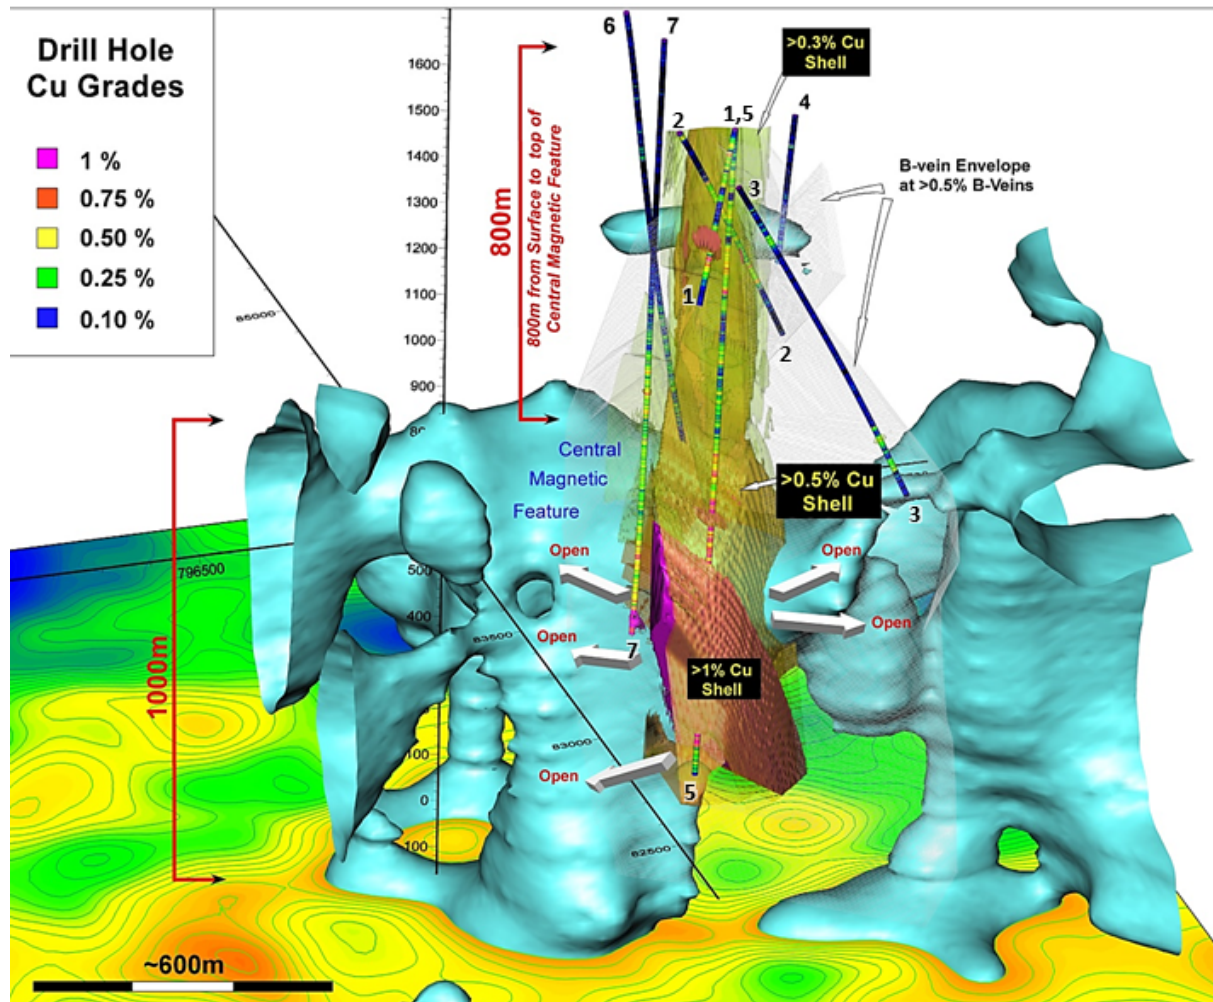 Drill Hole
Cu Grades
1 %
0.75 %
0.50 %
0.25 %
0.10 %
1600
1500
1400
1300
1200
1100
1000
900
500
400
100
0
100
6
7
2
1,5
4
3
1
2
3
7
5
>0.3% Cu
Shell
B-vein Envelope
at >0.5% B-Veins
800m
800m from Surface to top of
Central Magnetic Feature
1000m
Central
Magnetic
Feature
>0.5% Cu
Shell
>1% Cu
Shell
Open
Open
Open
Open
Open
796500
63500
63000
62500
~600m